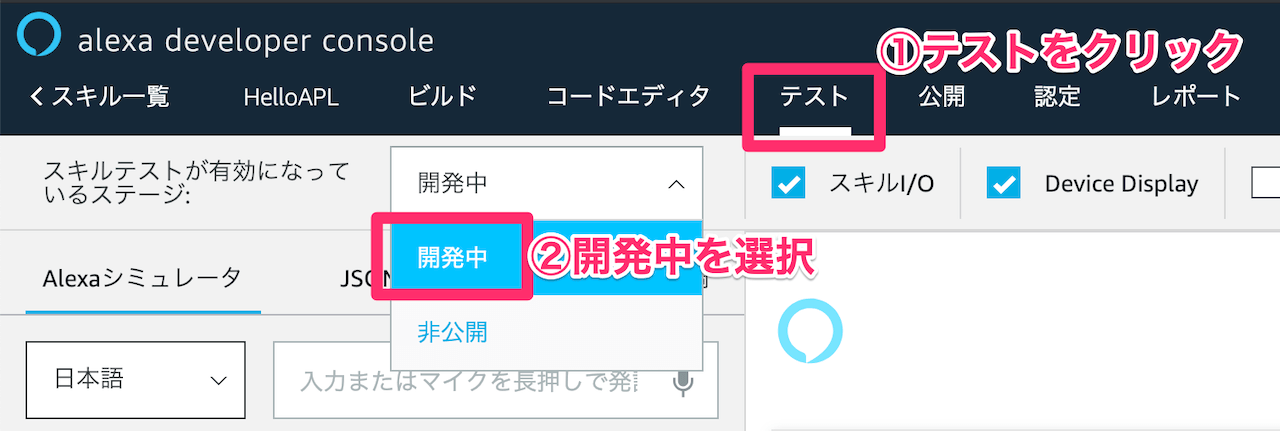 alexa developer console
①テストをクリック
スキル一覧
HelloAPL
ビルド
コードエディタ
テスト
公開
認定
レポート
スキルテストが有効になって
いるステージ:
開発中
スキルI/O
Device Display
開発中
②開発中を選択
非公開
Alexaシミュレータ
日本語
入力またはマイクを長押しで発